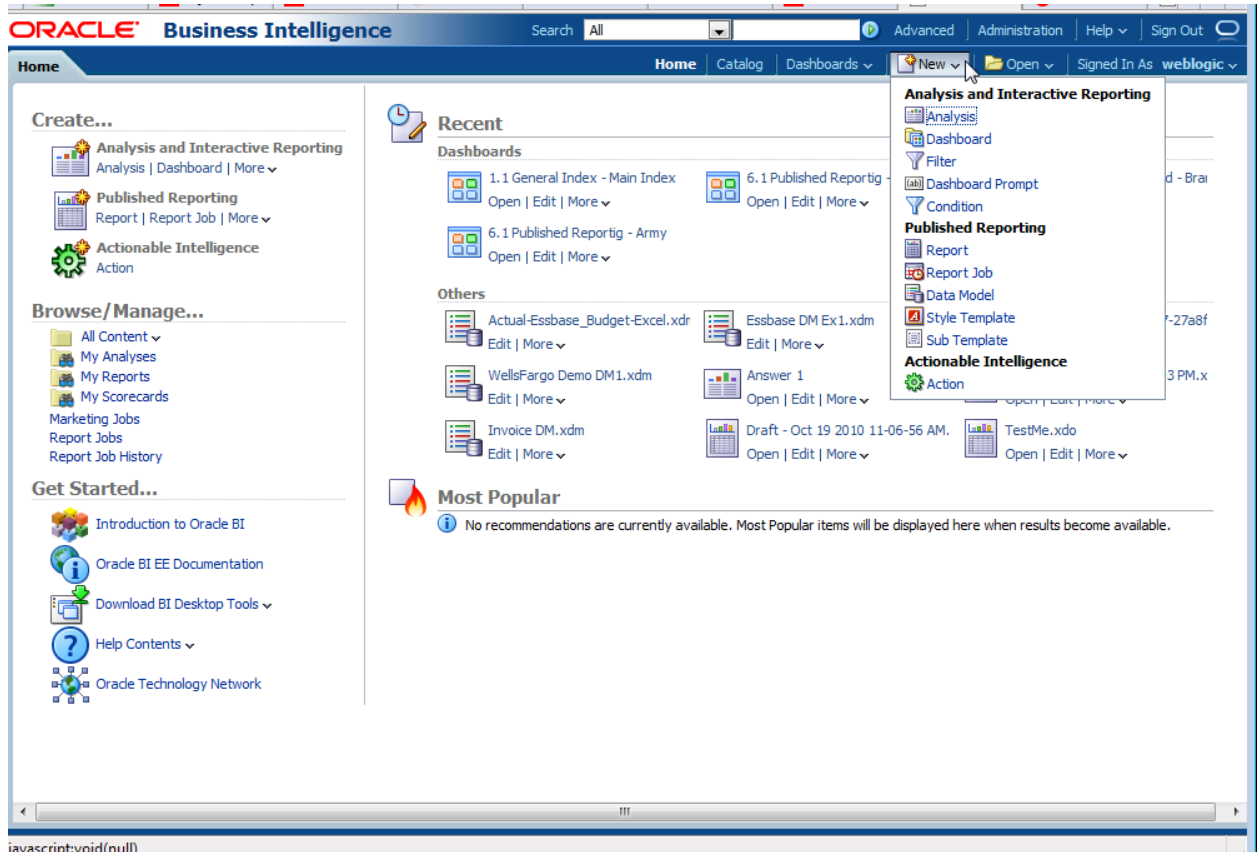 ORACLE Business Intelligence
Search All Advanced Administration Help Sign Out
Home
Home Catalog Dashboards New Open Signed In As weblogic
Create...
Analysis and Interactive Reporting
Analysis | Dashboard | More
Published Reporting
Report | Report Job | More
Actionable Intelligence
Action
Browse/Manage...
All Content
My Analyses
My Reports
My Scorecards
Marketing Jobs
Report Jobs
Report Job History
Get Started...
Introduction to Oracle BI
Oracle BI EE Documentation
Download BI Desktop Tools
Help Contents
Oracle Technology Network
Recent
Dashboards
1.1 General Index - Main Index
Open | Edit | More
6.1 Published Reportig -
Open | Edit | More
d - Bra
6.1 Published Reportig - Army
Open | Edit | More
Others
Actual-Essbase_Budget-Excel.xdr
Edit | More
Essbase DM Ex1.xdm
Edit | More
7-27a8f
WellsFargo Demo DM1.xdm
Edit | More
Answer 1
Open | Edit | More
3 PM.x
Open | Edit | More
Invoice DM.xdm
Edit | More
Draft - Oct 19 2010 11-06-56 AM.
Open | Edit | More
TestMe.xdo
Open | Edit | More
Most Popular
No recommendations are currently available. Most Popular items will be displayed here when results become available.
Analysis and Interactive Reporting
Analysis
Dashboard
Filter
Dashboard Prompt
Condition
Published Reporting
Report
Report Job
Data Model
Style Template
Sub Template
Actionable Intelligence
Action
javascript:void(null)